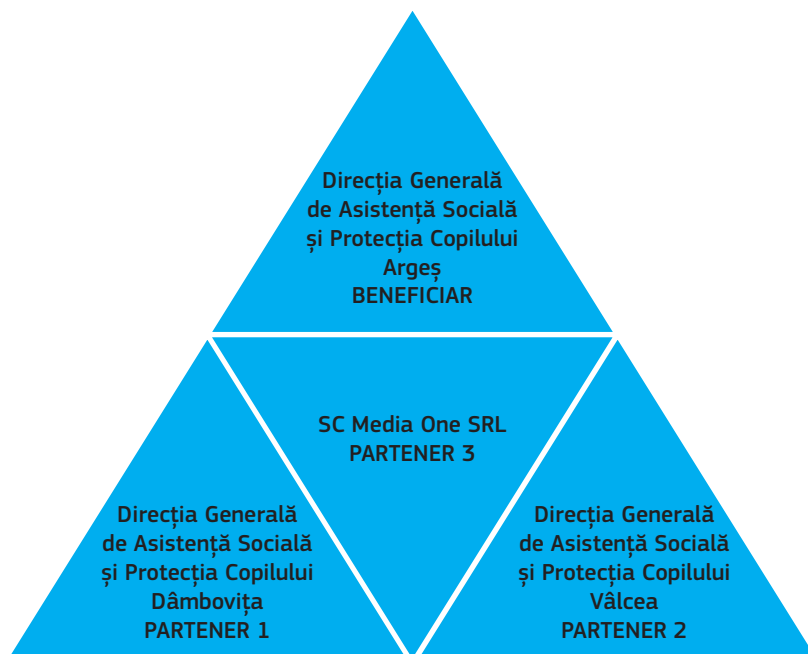 Direcția Generală
de Asistență Socială
și Protecția Copilului
Argeș
BENEFICIAR
SC Media One SRL
PARTENER 3
Direcția Generală
de Asistență Socială
și Protecția Copilului
Dâmbovița
PARTENER 1
Direcția Generală
de Asistență Socială
și Protecția Copilului
Vâlcea
PARTENER 2